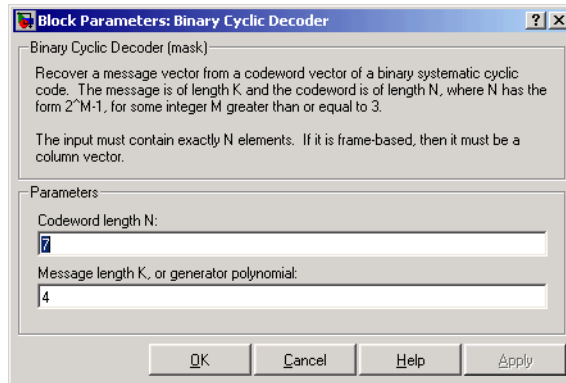 Block Parameters: Binary Cyclic Decoder
Binary Cyclic Decoder (mask)
Recover a message vector from a codeword vector of a binary systematic cyclic
code. The message is of length K and the codeword is of length N, where N has the
form 2^M-1, for some integer M greater than or equal to 3.
The input must contain exactly N elements. If it is frame-based, then it must be a
column vector.
Parameters
Codeword length N:
7
Message length K, or generator polynomial:
4
OK Cancel Help Apply